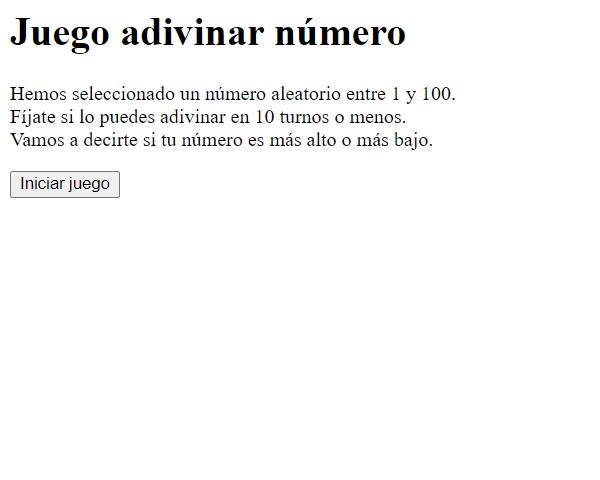 Juego adivinar número
Hemos seleccionado un número aleatorio entre 1 y 100.
Fíjate si lo puedes adivinar en 10 turnos o menos.
Vamos a decirte si tu número es más alto o más bajo.
Iniciar juego